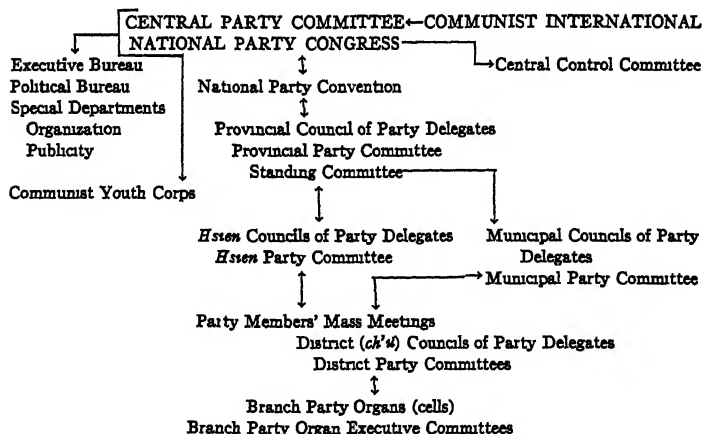 CENTRAL PARTY COMMITTEE←COMMUNIST INTERNATIONAL
NATIONAL PARTY CONGRESS
Executive Bureau
→Central Control Committee
Political Bureau
National Party Convention
Special Departments
Organization
Provincial Council of Party Delegates
Publicity
Provincial Party Committee
Standing Committee
Communist Youth Corps
Hsien Councils of Party Delegates
Municipal Councils of Party
Delegates
Hsien Party Committee
→Municipal Party Committee
Party Members' Mass Meetings
District (ch'ü) Councils of Party Delegates
District Party Committees
Branch Party Organs (cells)
Branch Party Organ Executive Committees